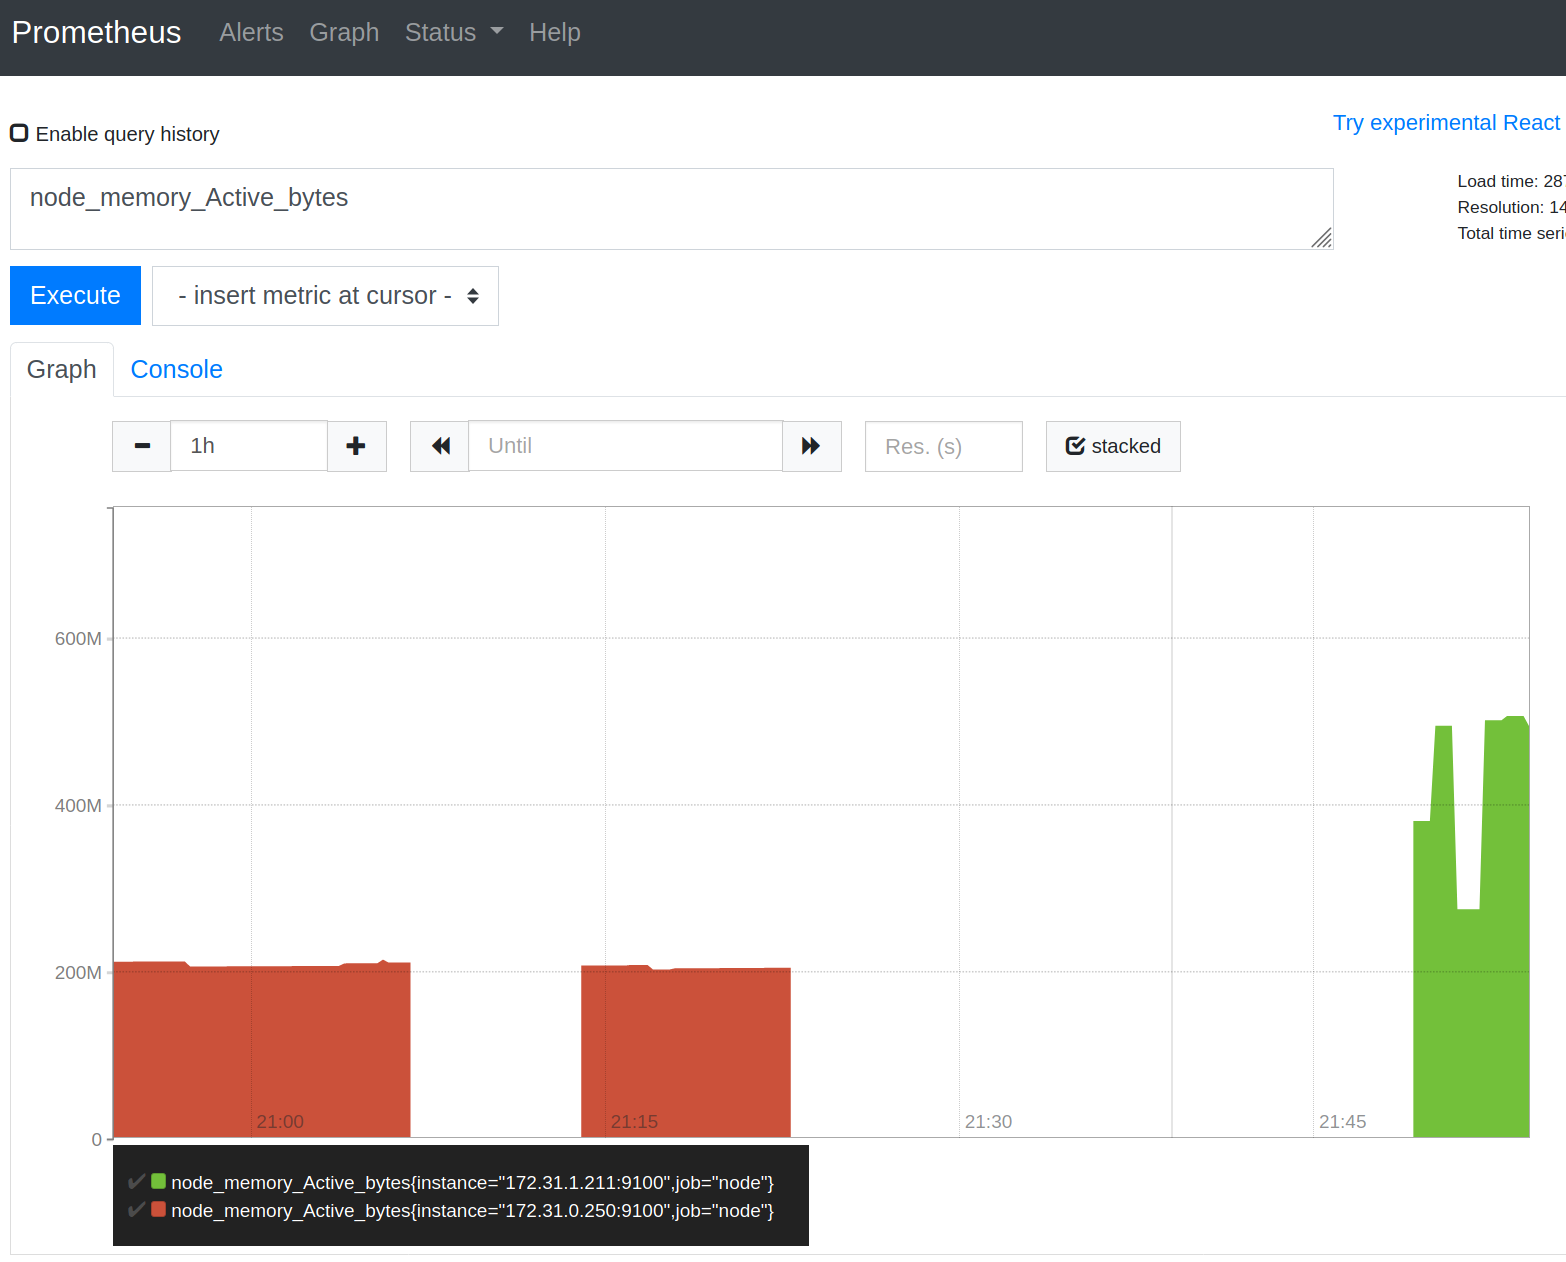 Prometheus Alerts Graph Status Help
Enable query history
Try experimental React
node_memory_Active_bytes
Load time: 287
Resolution: 14
Total time seri
Execute - insert metric at cursor -
Graph Console
1h Until Res. (s) stacked
600M
400M
200M
0
21:00 21:15 21:30 21:45
node_memory_Active_bytes{instance="172.31.1.211:9100",job="node"}
node_memory_Active_bytes{instance="172.31.0.250:9100",job="node"}